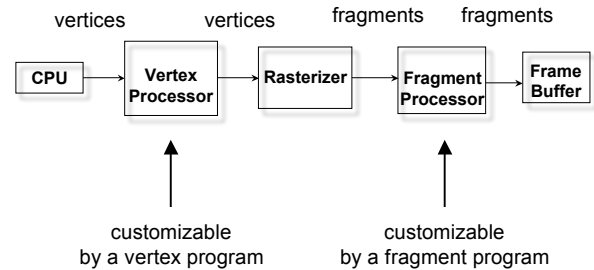 vertices
vertices
fragments
fragments
CPU
Vertex
Processor
Rasterizer
Fragment
Processor
Frame
Buffer
customizable
by a vertex program
customizable
by a fragment program